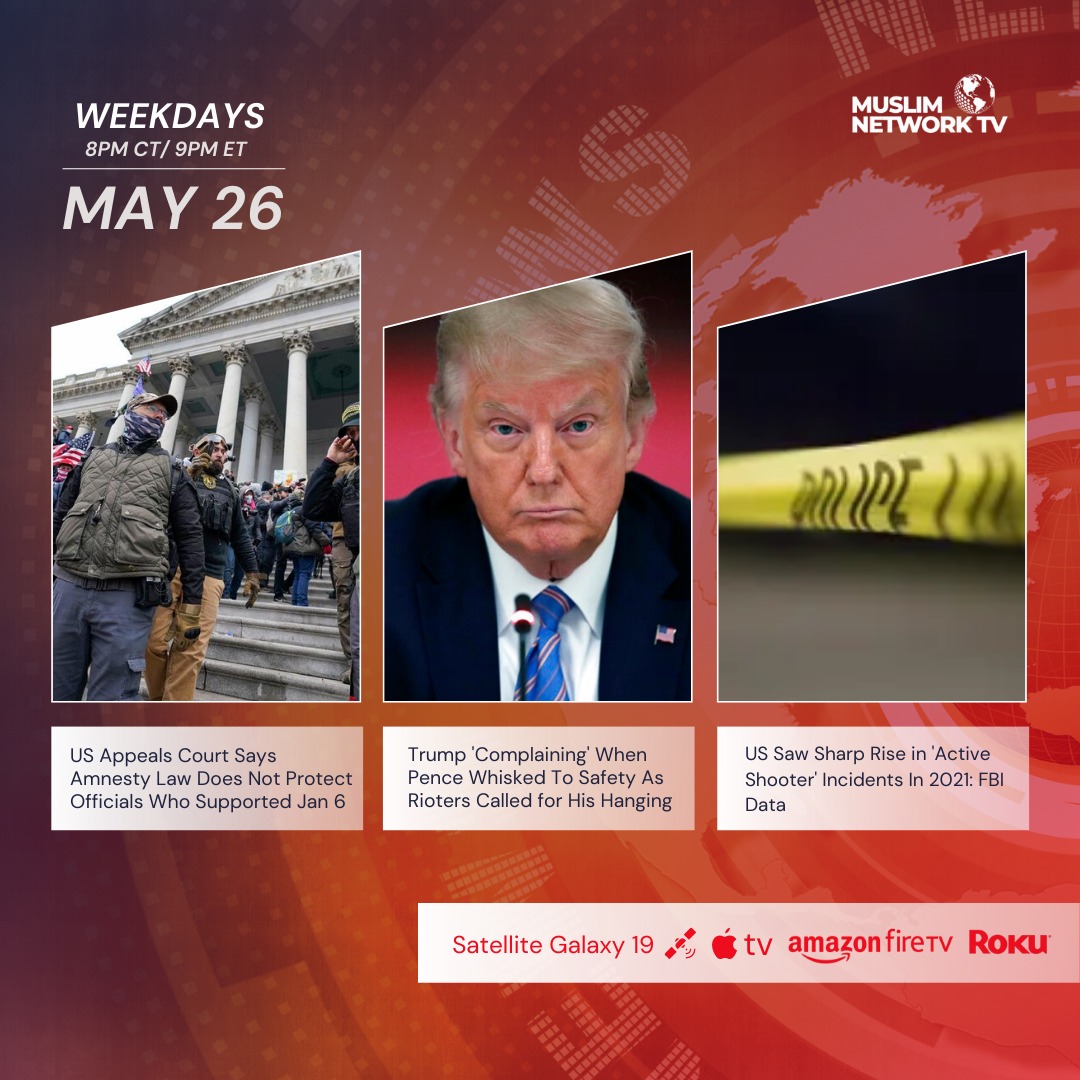 NEWS
MUSLIM
NETWORK TV
WEEKDAYS
8PM CT/ 9PM ET
MAY 26
POLICE
US Appeals Court Says
Amnesty Law Does Not Protect
Officials Who Supported Jan 6
Trump 'Complaining' When
Pence Whisked To Safety As
Rioters Called for His Hanging
US Saw Sharp Rise in 'Active
Shooter' Incidents In 2021: FBI
Data
Satellite Galaxy 19
tv
amazon fireTV
ROKU